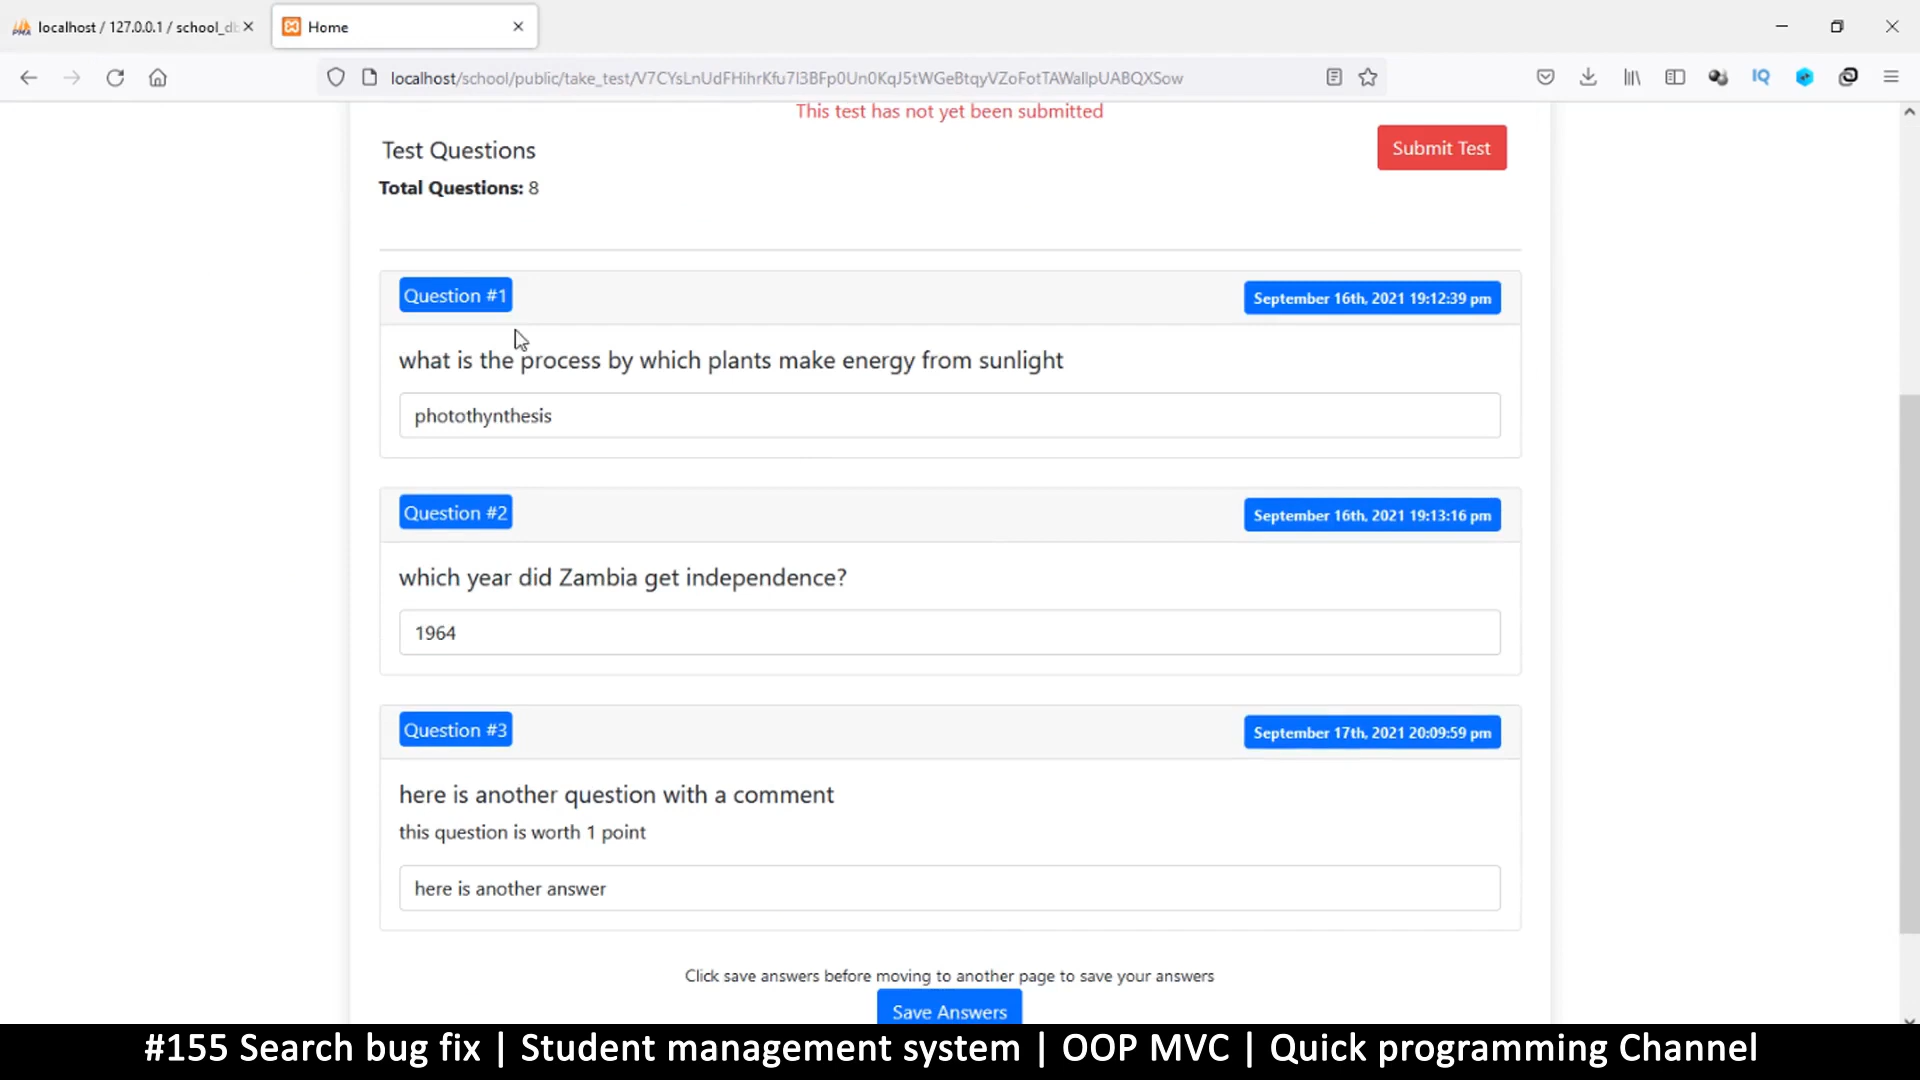 localhost / 127.0.0.1 / school_db
Home
localhost/school/public/take_test/V7CYsLnUdFHihrKfu7I3BFp0Un0KqJ5tWGeBtqyVZoFotTAWallpUABQXSow
IQ
This test has not yet been submitted
Test Questions
Submit Test
Total Questions: 8
Question #1
September 16th, 2021 19:12:39 pm
what is the process by which plants make energy from sunlight
photothynthesis
Question #2
September 16th, 2021 19:13:16 pm
which year did Zambia get independence?
1964
Question #3
September 17th, 2021 20:09:59 pm
here is another question with a comment
this question is worth 1 point
here is another answer
Click save answers before moving to another page to save your answers
Save Answers
#155 Search bug fix | Student management system | OOP MVC | Quick programming Channel